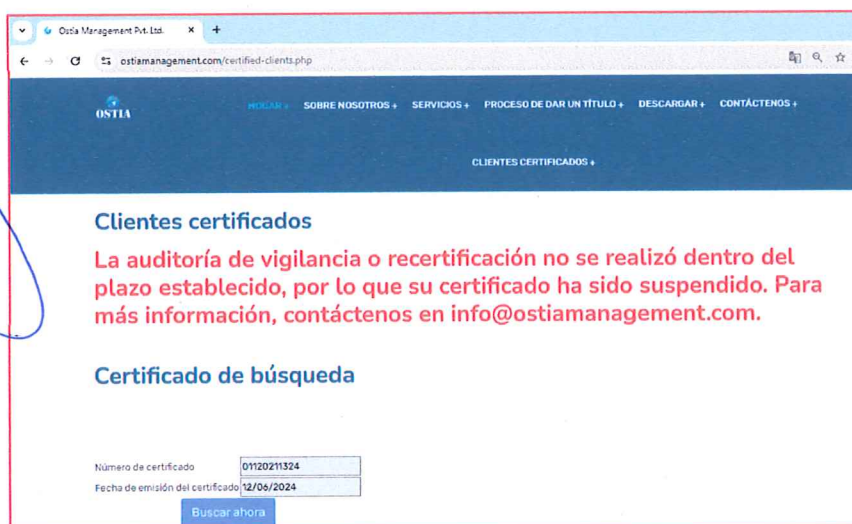 Ostia Management Pvt. Ltd.
ostiamanagement.com/certified-clients.php
OSTIA
HOGAR +
SOBRE NOSOTROS +
SERVICIOS +
PROCESO DE DAR UN TÍTULO +
DESCARGAR +
CONTÁCTENOS +
CLIENTES CERTIFICADOS +
Clientes certificados
La auditoría de vigilancia o recertificación no se realizó dentro del
plazo establecido, por lo que su certificado ha sido suspendido. Para
más información, contáctenos en info@ostiamanagement.com.
Certificado de búsqueda
Número de certificado 01120211324
Fecha de emisión del certificado 12/06/2024
Buscar ahora